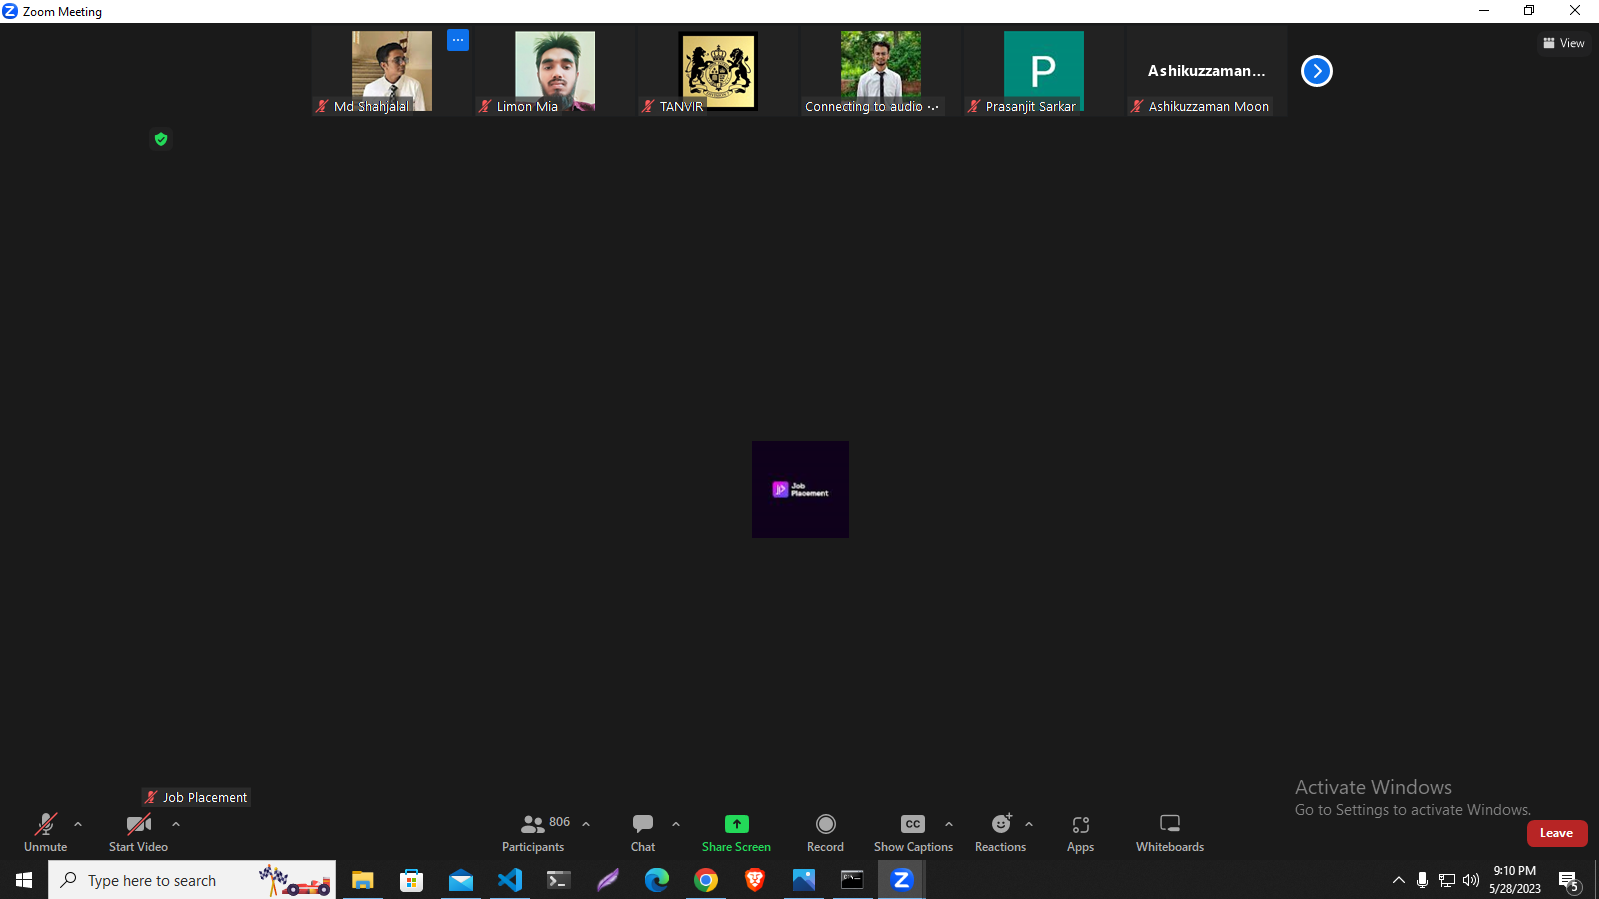 Zoom Meeting
View
Md Shahjalal
Limon Mia
TANVIR
Connecting to audio
P
Prasanjit Sarkar
Ashikuzzaman...
Ashikuzzaman Moon
Job
Placement
Job Placement
Activate Windows
Go to Settings to activate Windows.
Unmute
Start Video
806
Participants
Chat
Share Screen
Record
CC
Show Captions
Reactions
Apps
Whiteboards
Leave
Type here to search
9:10 PM
5/28/2023
5